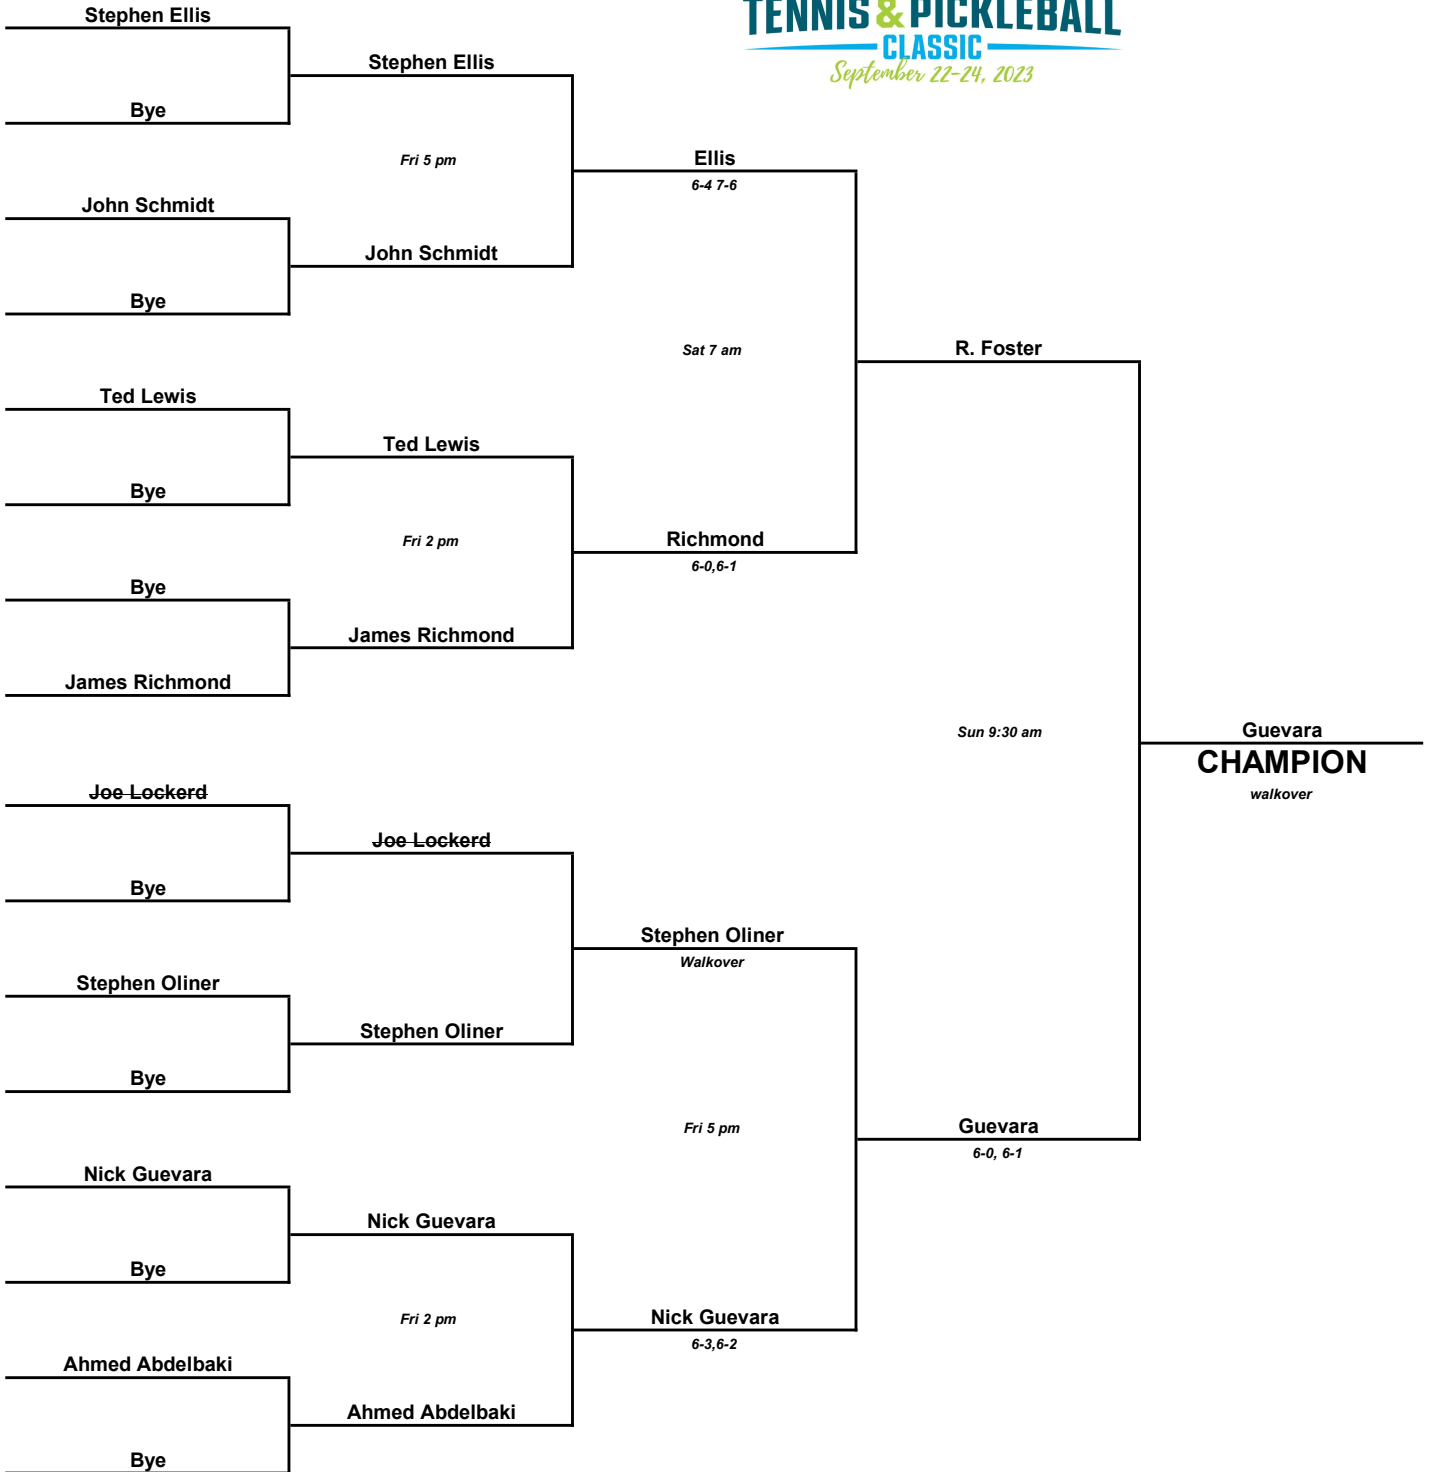 Stephen Ellis
TENNIS & PICKLEBALL
CLASSIC
September 22-24, 2023
Stephen Ellis
Bye
Fri 5 pm
Ellis
6-4 7-6
John Schmidt
John Schmidt
Bye
Sat 7 am
R. Foster
Ted Lewis
Ted Lewis
Bye
Fri 2 pm
Richmond
6-0,6-1
Bye
James Richmond
James Richmond
Sun 9:30 am
Guevara
CHAMPION
walkover
Joe Lockerd
Joe Lockerd
Bye
Stephen Oliner
Walkover
Stephen Oliner
Stephen Oliner
Bye
Fri 5 pm
Guevara
6-0, 6-1
Nick Guevara
Nick Guevara
Bye
Fri 2 pm
Nick Guevara
6-3,6-2
Ahmed Abdelbaki
Ahmed Abdelbaki
Bye